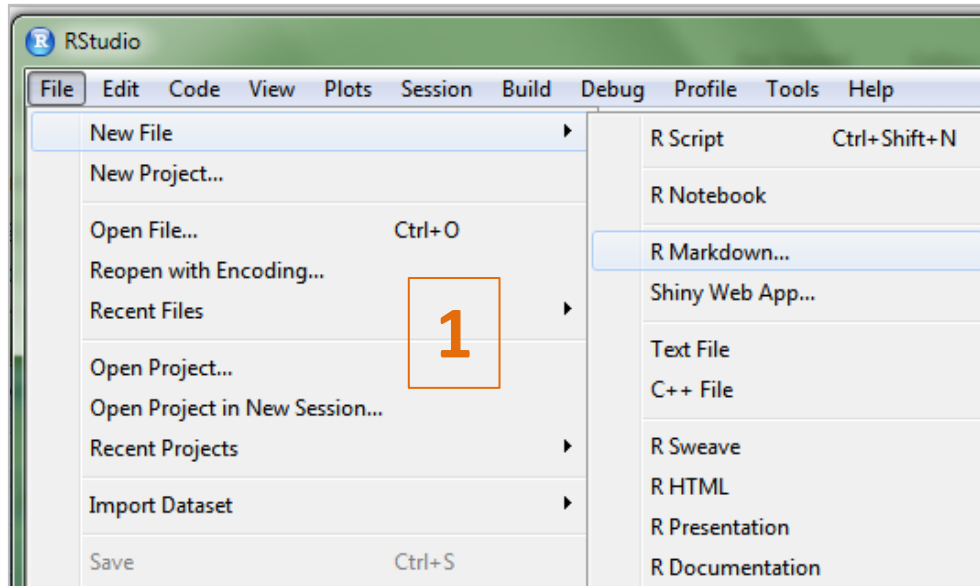 RStudio
File Edit Code View Plots Session Build Debug Profile Tools Help
New File
New Project...
Open File... Ctrl+O
Reopen with Encoding...
Recent Files
Open Project...
Open Project in New Session...
Recent Projects
Import Dataset
Save Ctrl+S
1
R Script Ctrl+Shift+N
R Notebook
R Markdown...
Shiny Web App...
Text File
C++ File
R Sweave
R HTML
R Presentation
R Documentation